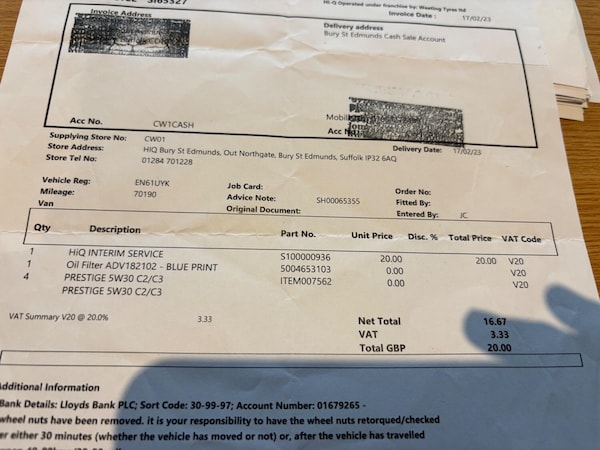 Hi-Q Operated under franchise by: Westing Tyres ltd
Invoice Date : 17/02/23
Invoice Address
Delivery address
Bury St Edmunds Cash Sale Account
Mobil
Acc No. CW1CASH
Acc No
Supplying Store No: CW01
Delivery Date: 17/02/23
Store Address: HIQ Bury St Edmunds, Out Northgate, Bury St Edmunds, Suffolk IP3Z 6AQ
Store Tel No: 01284 701228
Vehicle Reg: EN61UYK Job Card: Order No:
Mileage: 70190 Advice Note: SH00065355 Fitted By:
Van Original Document: Entered By: JC
Qty Description Part No. Unit Price Disc. % Total Price VAT Code
1 HiQ INTERIM SERVICE S100000936 20.00 20.00 V20
1 Oil Filter ADV182102 - BLUE PRINT 5004653103 0.00 V20
4 PRESTIGE 5W30 C2/C3 ITEM007562 0.00 V20
PRESTIGE 5W30 C2/C3
VAT Summary V20 @ 20.0% 3.33
Net Total 16.67
VAT 3.33
Total GBP 20.00
Additional Information
Bank Details: Lloyds Bank PLC; Sort Code: 30-99-97; Account Number: 01679265 -
wheel nuts have been removed. it is your responsibility to have the wheel nuts retorqued/checked
er either 30 minutes (whether the vehicle has moved or not) or, after the vehicle has travelled